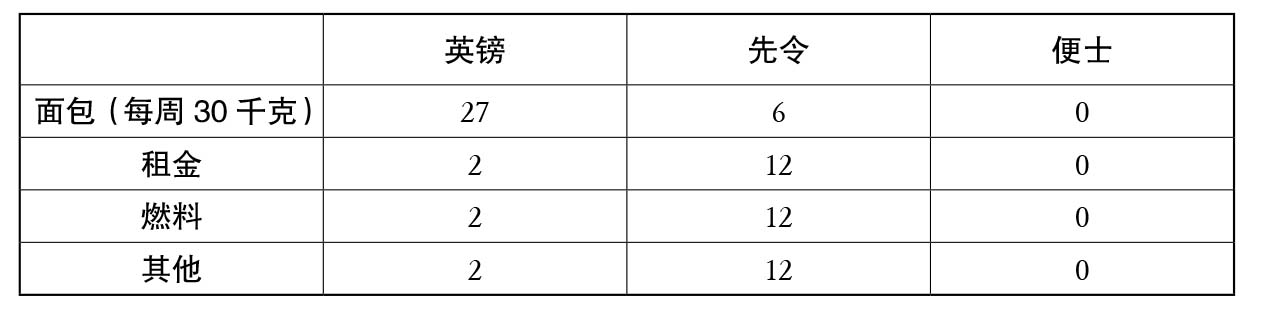 英镑 先令 便士
面包（每周 30 千克） 27 6 0
租金 2 12 0
燃料 2 12 0
其他 2 12 0